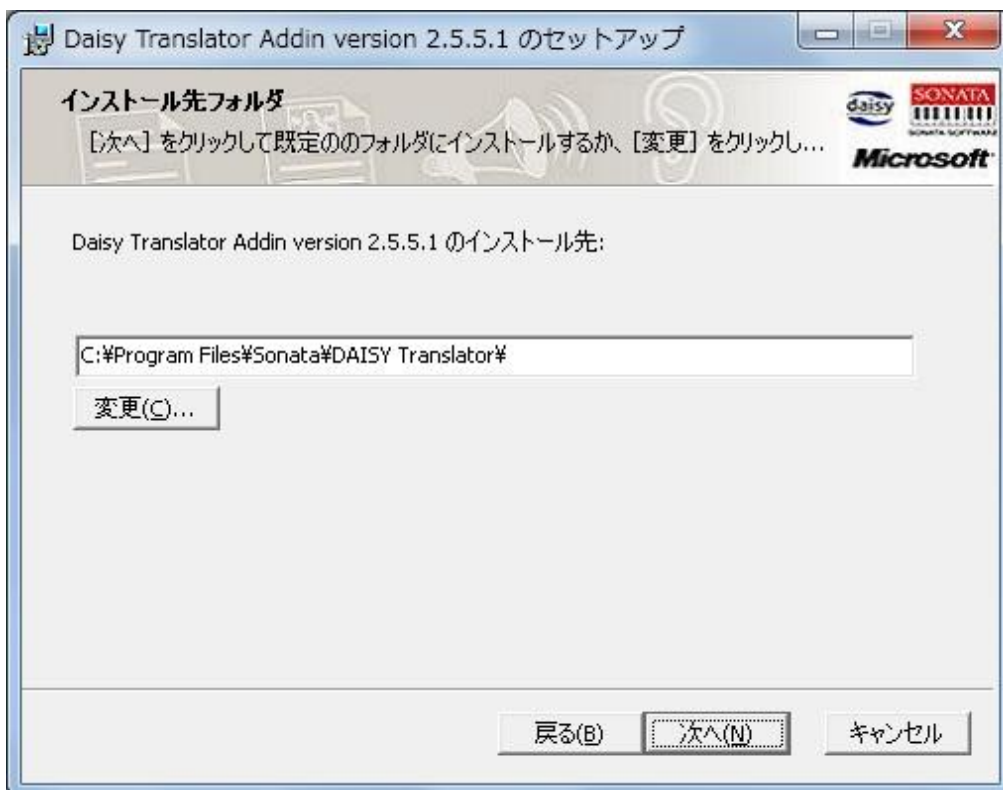 Daisy Translator Addin version 2.5.5.1 のセットアップ
インストール先フォルダ
[次へ] をクリックして既定ののフォルダにインストールするか、[変更] をクリックし...
daisy
SONATA
SONATA SOFTWARE
Microsoft
Daisy Translator Addin version 2.5.5.1 のインストール先:
C:¥Program Files¥Sonata¥DAISY Translator¥
変更(C)...
戻る(B)
次へ(N)
キャンセル